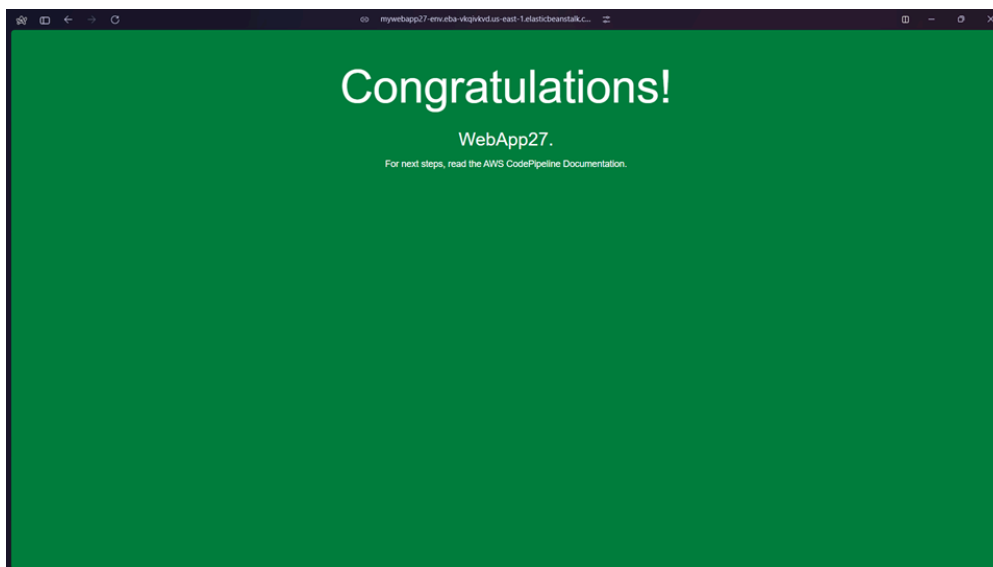 mywebapp27-env.eba-vkqivkvd.us-east-1.elasticbeanstalk.c...
Congratulations!
WebApp27.
For next steps, read the AWS CodePipeline Documentation.